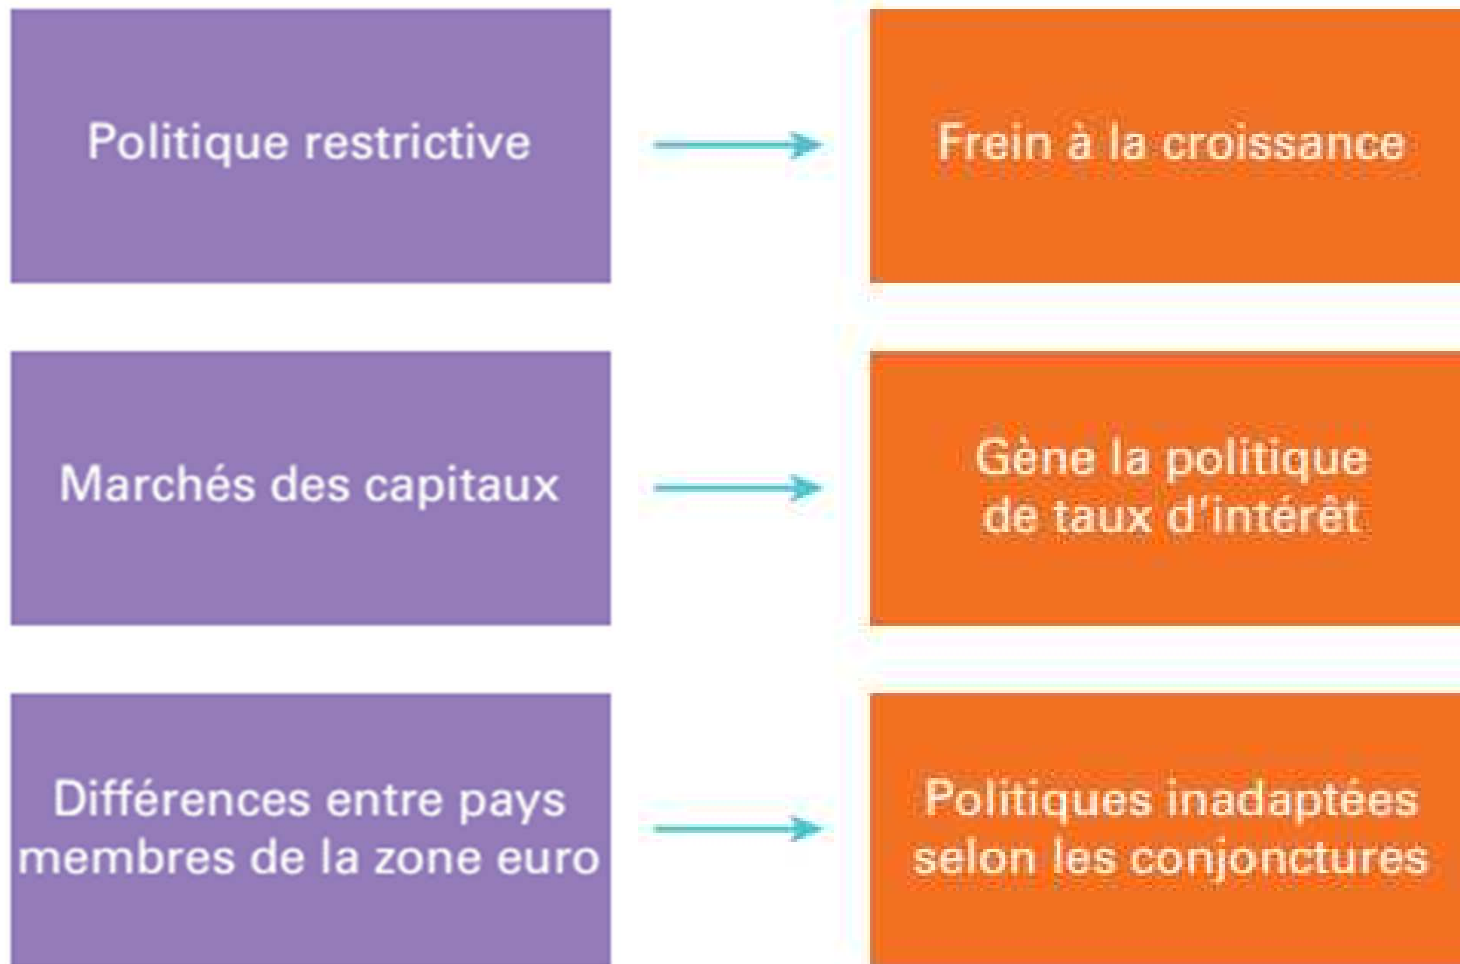 Politique restrictive
Frein à la croissance
Marchés des capitaux
Gène la politique
de taux d'intérêt
Différences entre pays
membres de la zone euro
Politiques inadaptées
selon les conjonctures